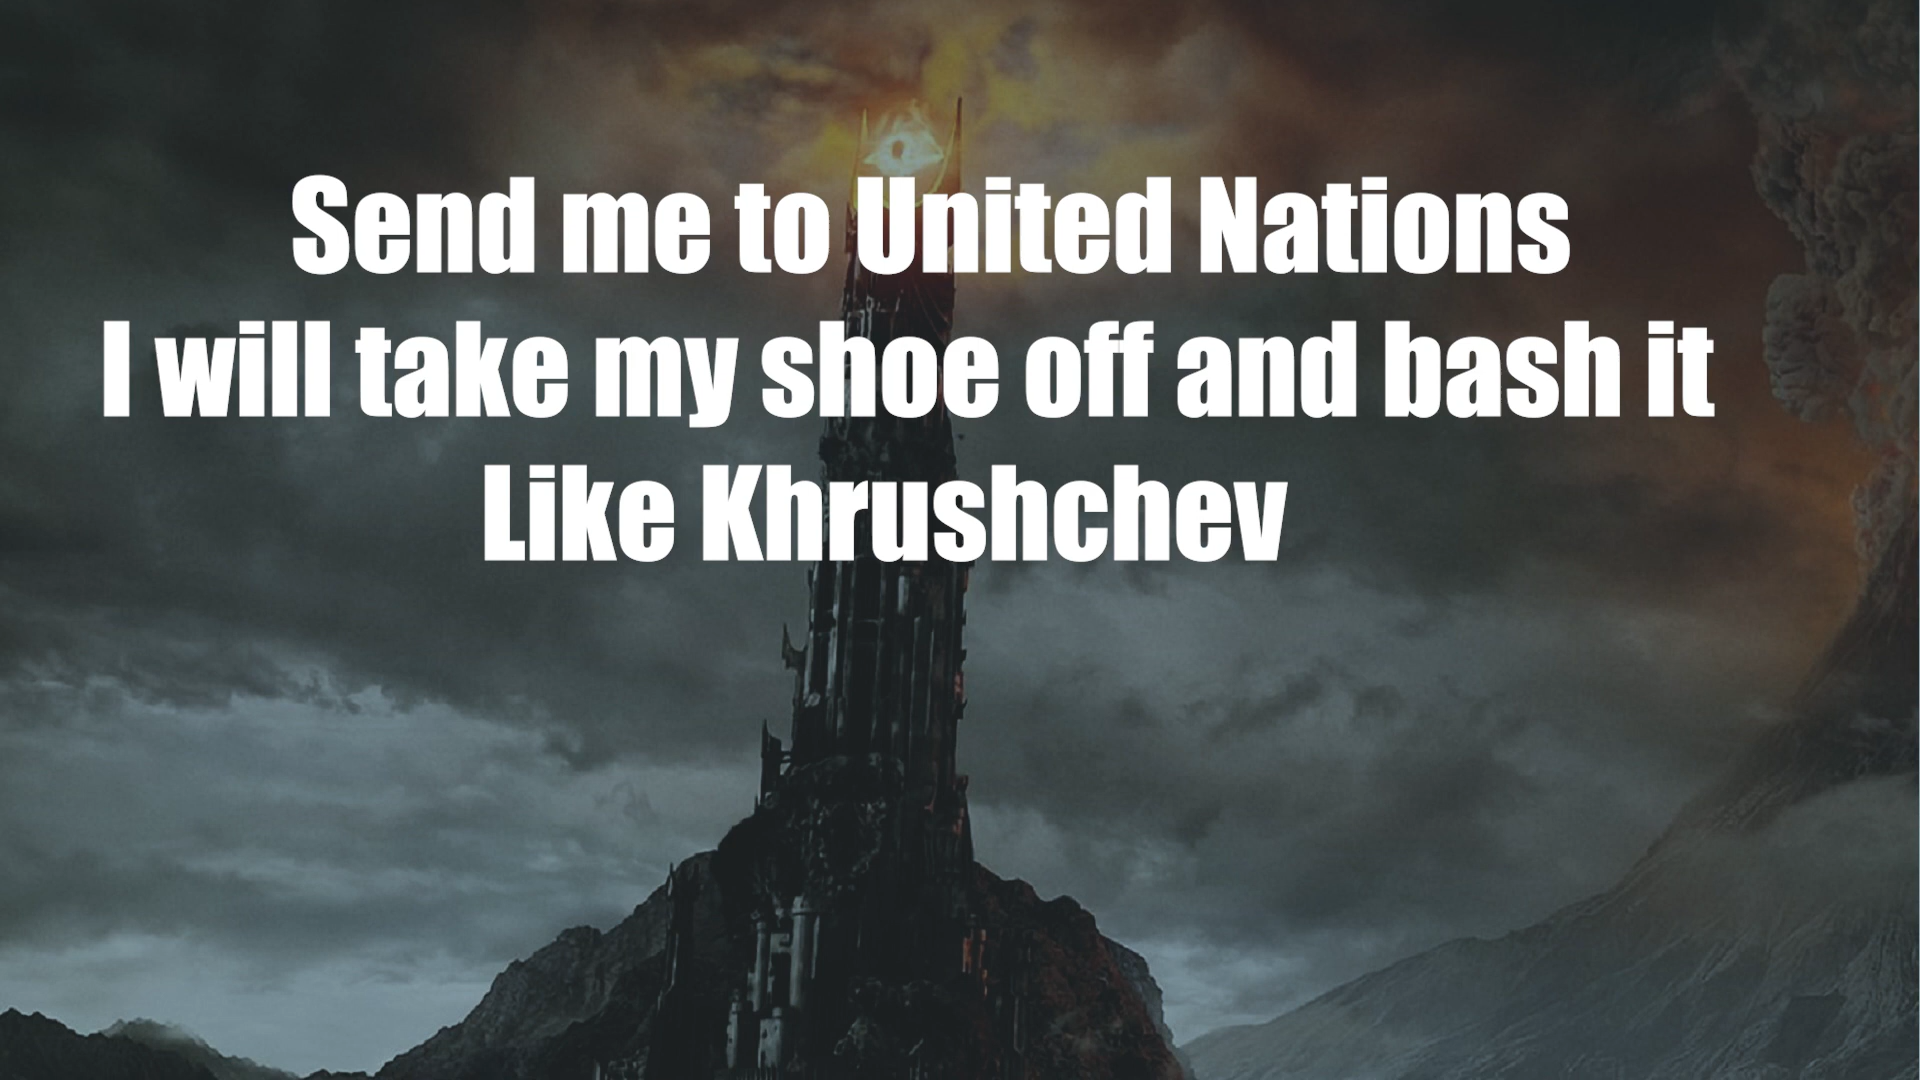 Send me to United Nations
I will take my shoe off and bash it
Like Khrushchev